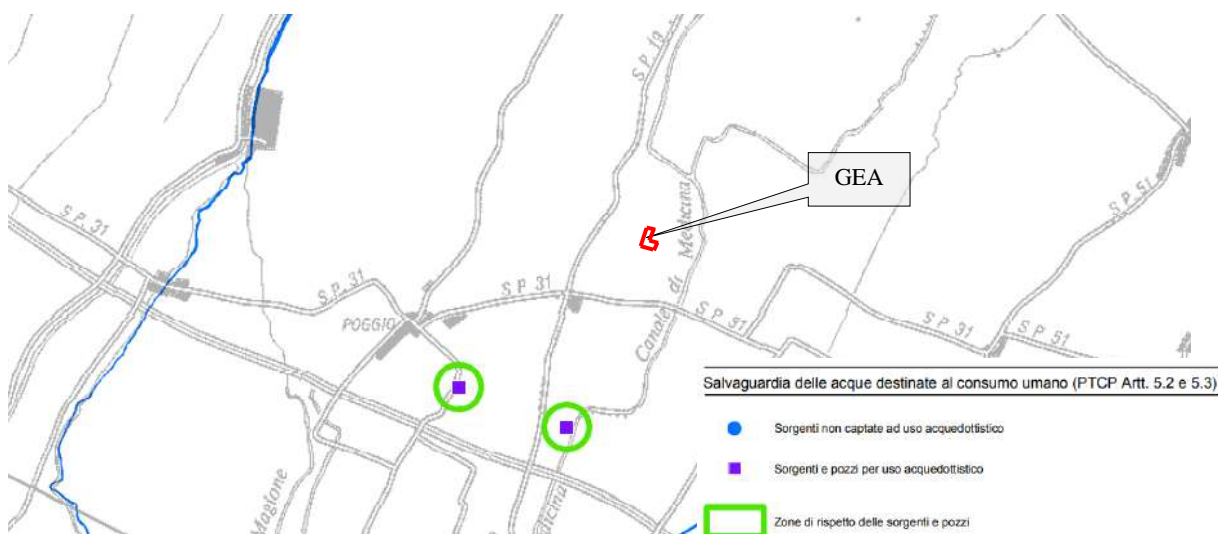 S.P. 19
GEA
Medicina
S.P. 51
S.P. 31
S.P. 31
S.P. 31
di
POGGIO
S.P. 31
S.P. 31
S.P. 51
Canale
Salvaguardia delle acque destinate al consumo umano (PTCP Artt. 5.2 e 5.3)
Sorgenti non captate ad uso acquedottistico
Sorgenti e pozzi per uso acquedottistico
Magione
dicina
Zone di rispetto delle sorgenti e pozzi